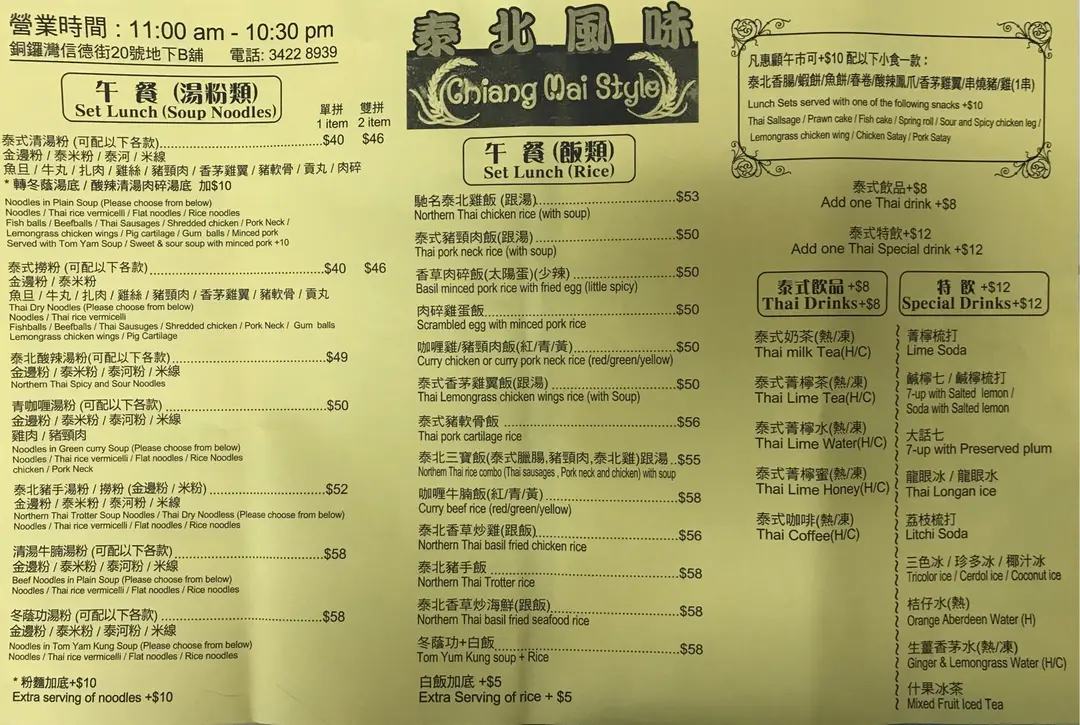 營業時間：11:00 am - 10:30 pm
銅鑼灣信德街20號地下B舖 電話: 3422 8939
午餐 (湯粉類)
Set Lunch (Soup Noodles)
單拼 雙拼
1 item 2 item
泰式清湯粉 (可配以下各款)..........$40 $46
金邊粉 / 泰米粉 / 泰河 / 米線
魚旦 / 牛丸 / 扎肉 / 雞絲 / 豬頸肉 / 香茅雞翼 / 豬軟骨 / 貢丸 / 肉碎
* 轉冬蔭湯底 / 酸辣清湯肉碎湯底 加$10
Noodles in Plain Soup (Please choose from below)
Noodles / Thai rice vermicelli / Flat noodles / Rice noodles
Fish balls / Beefballs / Thai Sausages / Shredded chicken / Pork Neck /
Lemongrass chicken wings / Pig cartilage / Gum balls / Minced pork
Served with Tom Yam Soup / Sweet & sour soup with minced pork +10
泰式撈粉 (可配以下各款)..........$40 $46
金邊粉 / 泰米粉
魚旦 / 牛丸 / 扎肉 / 雞絲 / 豬頸肉 / 香茅雞翼 / 豬軟骨 / 貢丸
Thai Dry Noodles (Please choose from below)
Noodles / Thai rice vermicelli
Fishballs / Beefballs / Thai Sausuges / Shredded chicken / Pork Neck / Gum balls
Lemongrass chicken wings / Pig Cartilage
泰北酸辣湯粉(可配以下各款)..........$49
金邊粉 / 泰米粉 / 泰河粉 / 米線
Northern Thai Spicy and Sour Noodles
青咖喱湯粉 (可配以下各款)..........$50
金邊粉 / 泰米粉 / 泰河粉 / 米線
雞肉 / 豬頸肉
Noodles in Green curry Soup (Please choose from below)
Noodles / Thai rice vermicelli / Flat noodles / Rice Noodles
chicken / Pork Neck
泰北豬手湯粉 / 撈粉 (金邊粉 / 米粉)..........$52
金邊粉 / 泰米粉 / 泰河粉 / 米線
Northern Thai Trotter Soup Noodles / Thai Dry Noodless (Please choose from below)
Noodles / Thai rice vermicelli / Flat noodles / Rice noodles
清湯牛腩湯粉 (可配以下各款)..........$58
金邊粉 / 泰米粉 / 泰河粉 / 米線
Beef Noodles in Plain Soup (Please choose from below)
Noodles / Thai rice vermicelli / Flat noodles / Rice noodles
冬蔭功湯粉 (可配以下各款)..........$58
金邊粉 / 泰米粉 / 泰河粉 / 米線
Noodles in Tom Yam Kung Soup (Please choose from below)
Noodles / Thai rice vermicelli / Flat noodles / Rice noodles
* 粉麵加底+$10
Extra serving of noodles +$10
泰北風味
Chiang Mai Style
午餐 (飯類)
Set Lunch (Rice)
馳名泰北雞飯 (跟湯)..........$53
Northern Thai chicken rice (with soup)
泰式豬頸肉飯(跟湯)..........$50
Thai pork neck rice (with soup)
香草肉碎飯(太陽蛋)(少辣)..........$50
Basil minced pork rice with fried egg (little spicy)
肉碎雞蛋飯..........$50
Scrambled egg with minced pork rice
咖喱雞/豬頸肉飯(紅/青/黃)..........$50
Curry chicken or curry pork neck rice (red/green/yellow)
泰式香茅雞翼飯(跟湯)..........$50
Thai Lemongrass chicken wings rice (with Soup)
泰式豬軟骨飯..........$56
Thai pork cartilage rice
泰北三寶飯(泰式臘腸,豬頸肉,泰北雞)跟湯..$55
Northern Thai rice combo (Thai sausages , Pork neck and chicken) with soup
咖喱牛腩飯(紅/青/黃)..........$58
Curry beef rice (red/green/yellow)
泰北香草炒雞(跟飯)..........$56
Northern Thai basil fried chicken rice
泰北豬手飯..........$58
Northern Thai Trotter rice
泰北香草炒海鮮(跟飯)..........$58
Northern Thai basil fried seafood rice
冬蔭功+白飯..........$58
Tom Yum Kung soup + Rice
白飯加底 +$5
Extra Serving of rice + $5
凡惠顧午市可+$10 配以下小食一款：
泰北香腸/蝦餅/魚餅/春卷/酸辣鳳爪/香茅雞翼/串燒豬/雞(1串)
Lunch Sets served with one of the following snacks +$10
Thai Sallsage / Prawn cake / Fish cake / Spring roll / Sour and Spicy chicken leg /
Lemongrass chicken wing / Chicken Satay / Pork Satay
泰式飲品+$8
Add one Thai drink +$8
泰式特飲+$12
Add one Thai Special drink +$12
泰式飲品+$8
Thai Drinks+$8
泰式奶茶(熱/凍)
Thai milk Tea(H/C)
泰式菁檸茶(熱/凍)
Thai Lime Tea(H/C)
泰式菁檸水(熱/凍)
Thai Lime Water(H/C)
泰式菁檸蜜(熱/凍)
Thai Lime Honey(H/C)
泰式咖啡(熱/凍)
Thai Coffee(H/C)
特飲 +$12
Special Drinks+$12
菁檸梳打
Lime Soda
鹹檸七 / 鹹檸梳打
7-up with Salted lemon /
Soda with Salted lemon
大話七
7-up with Preserved plum
龍眼冰 / 龍眼水
Thai Longan ice
荔枝梳打
Litchi Soda
三色冰 / 珍多冰 / 椰汁冰
Tricolor ice / Cerdol ice / Coconut ice
桔仔水(熱)
Orange Aberdeen Water (H)
生薑香茅水(熱/凍)
Ginger & Lemongrass Water (H/C)
什果冰茶
Mixed Fruit Iced Tea